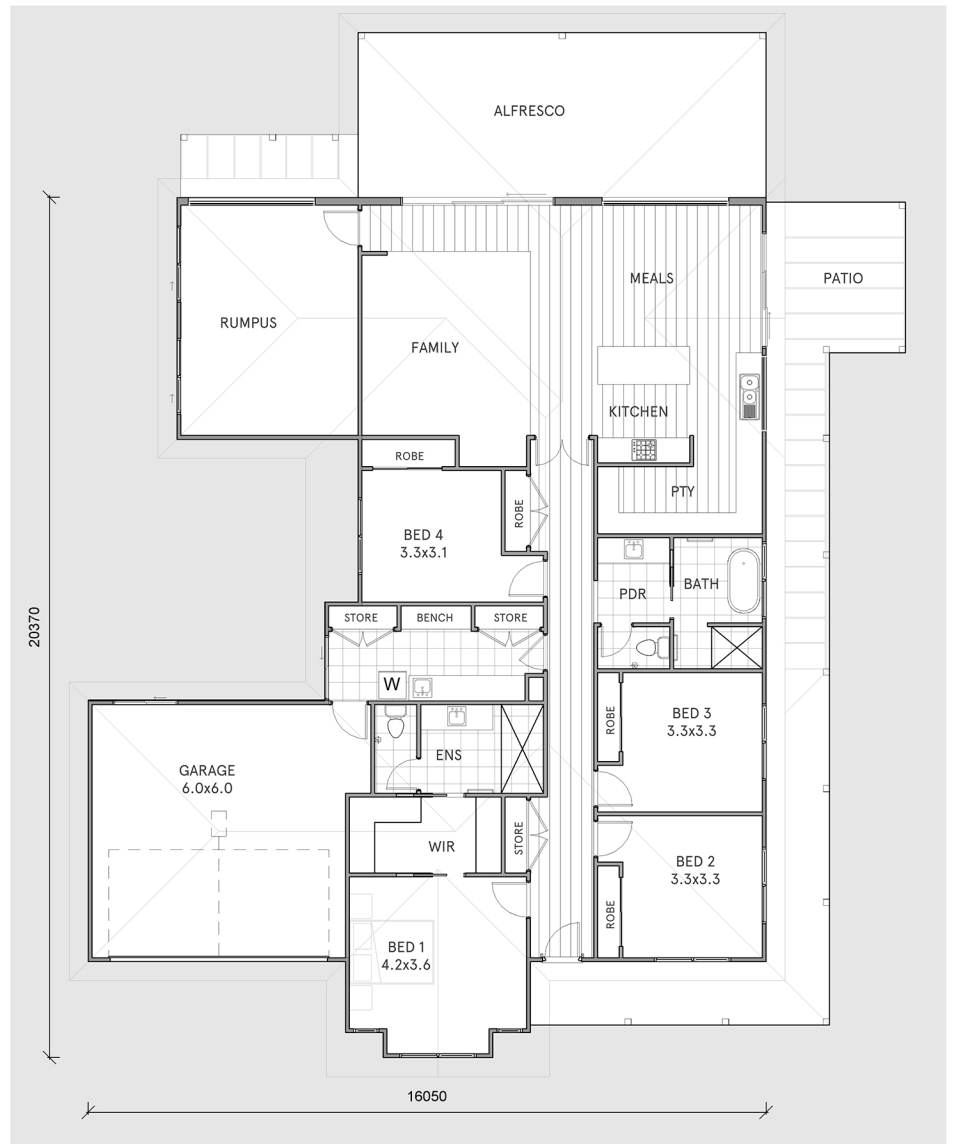 ALFRESCO
MEALS
PATIO
RUMPUS
FAMILY
KITCHEN
ROBE
PTY
ROBE
BED 4
3.3x3.1
BATH
PDR
STORE
BENCH
STORE
20370
W
BED 3
3.3x3.3
ROBE
ENS
GARAGE
6.0x6.0
STORE
WIR
BED 2
3.3x3.3
ROBE
BED 1
4.2x3.6
16050